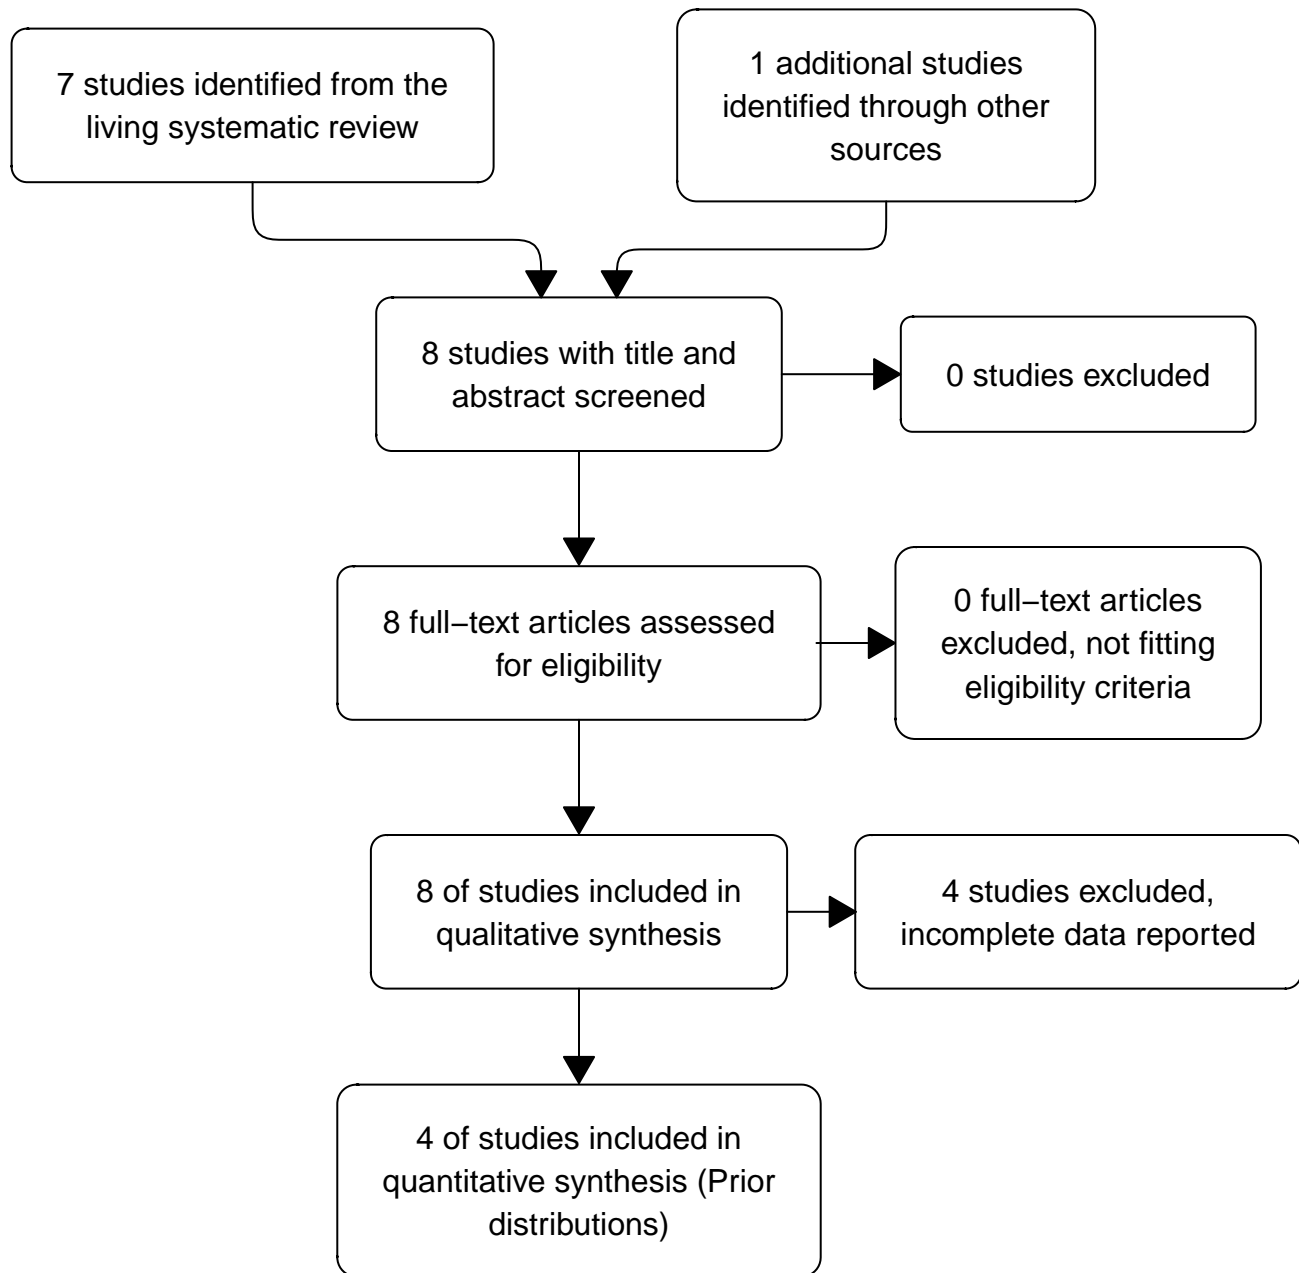 7 studies identified from the
living systematic review
1 additional studies
identified through other
sources
8 studies with title and
abstract screened
0 studies excluded
8 full−text articles assessed
for eligibility
0 full−text articles
excluded, not fitting
eligibility criteria
8 of studies included in
qualitative synthesis
4 studies excluded,
incomplete data reported
4 of studies included in
quantitative synthesis (Prior
distributions)